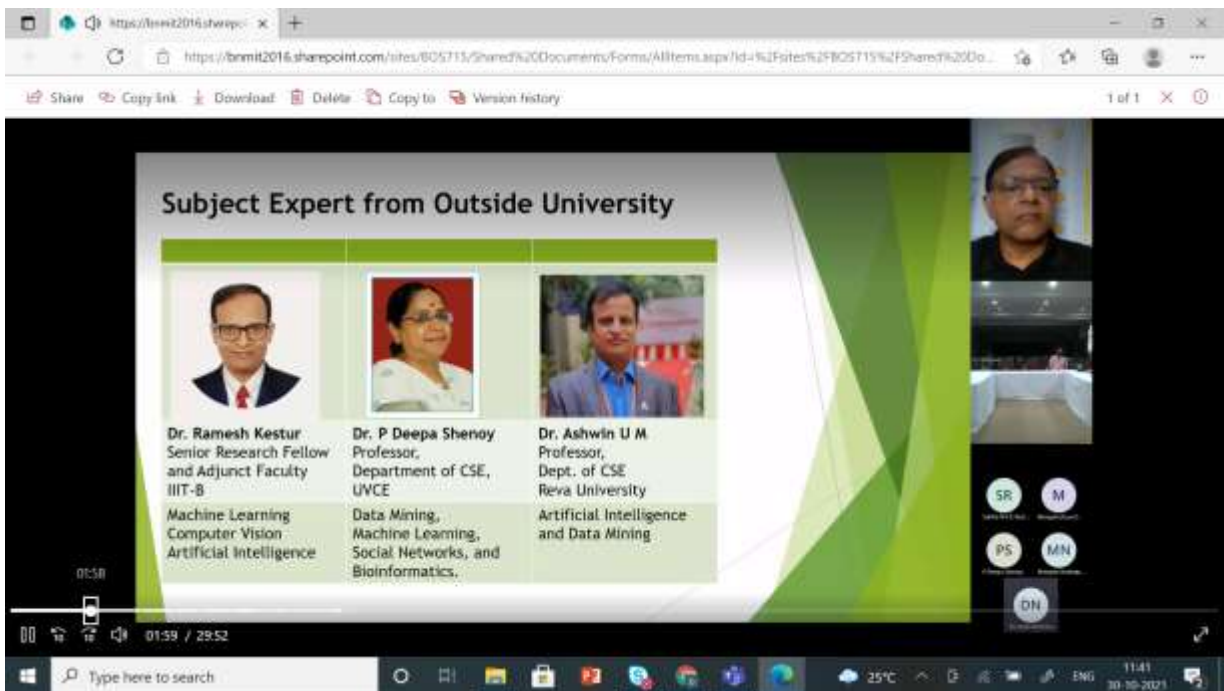 https://bnmit2016.sharepoi
https://bnmit2016.sharepoint.com/sites/BOS715/Shared%20Documents/Forms/AllItems.aspx?id=%2Fsites%2FBOS715%2FShared%20Do...
Share Copy link Download Delete Copy to Version history 1 of 1
Subject Expert from Outside University
Dr. Ramesh Kestur
Senior Research Fellow
and Adjunct Faculty
IIIT-B
Dr. P Deepa Shenoy
Professor,
Department of CSE,
UVCE
Dr. Ashwin U M
Professor,
Dept. of CSE
Reva University
Machine Learning
Computer Vision
Artificial Intelligence
Data Mining,
Machine Learning,
Social Networks, and
Bioinformatics.
Artificial Intelligence
and Data Mining
SR M
PS MN
DN
01:58
10 10 01:59 / 29:52
Type here to search
25°C ENG 11:41
30-10-2021